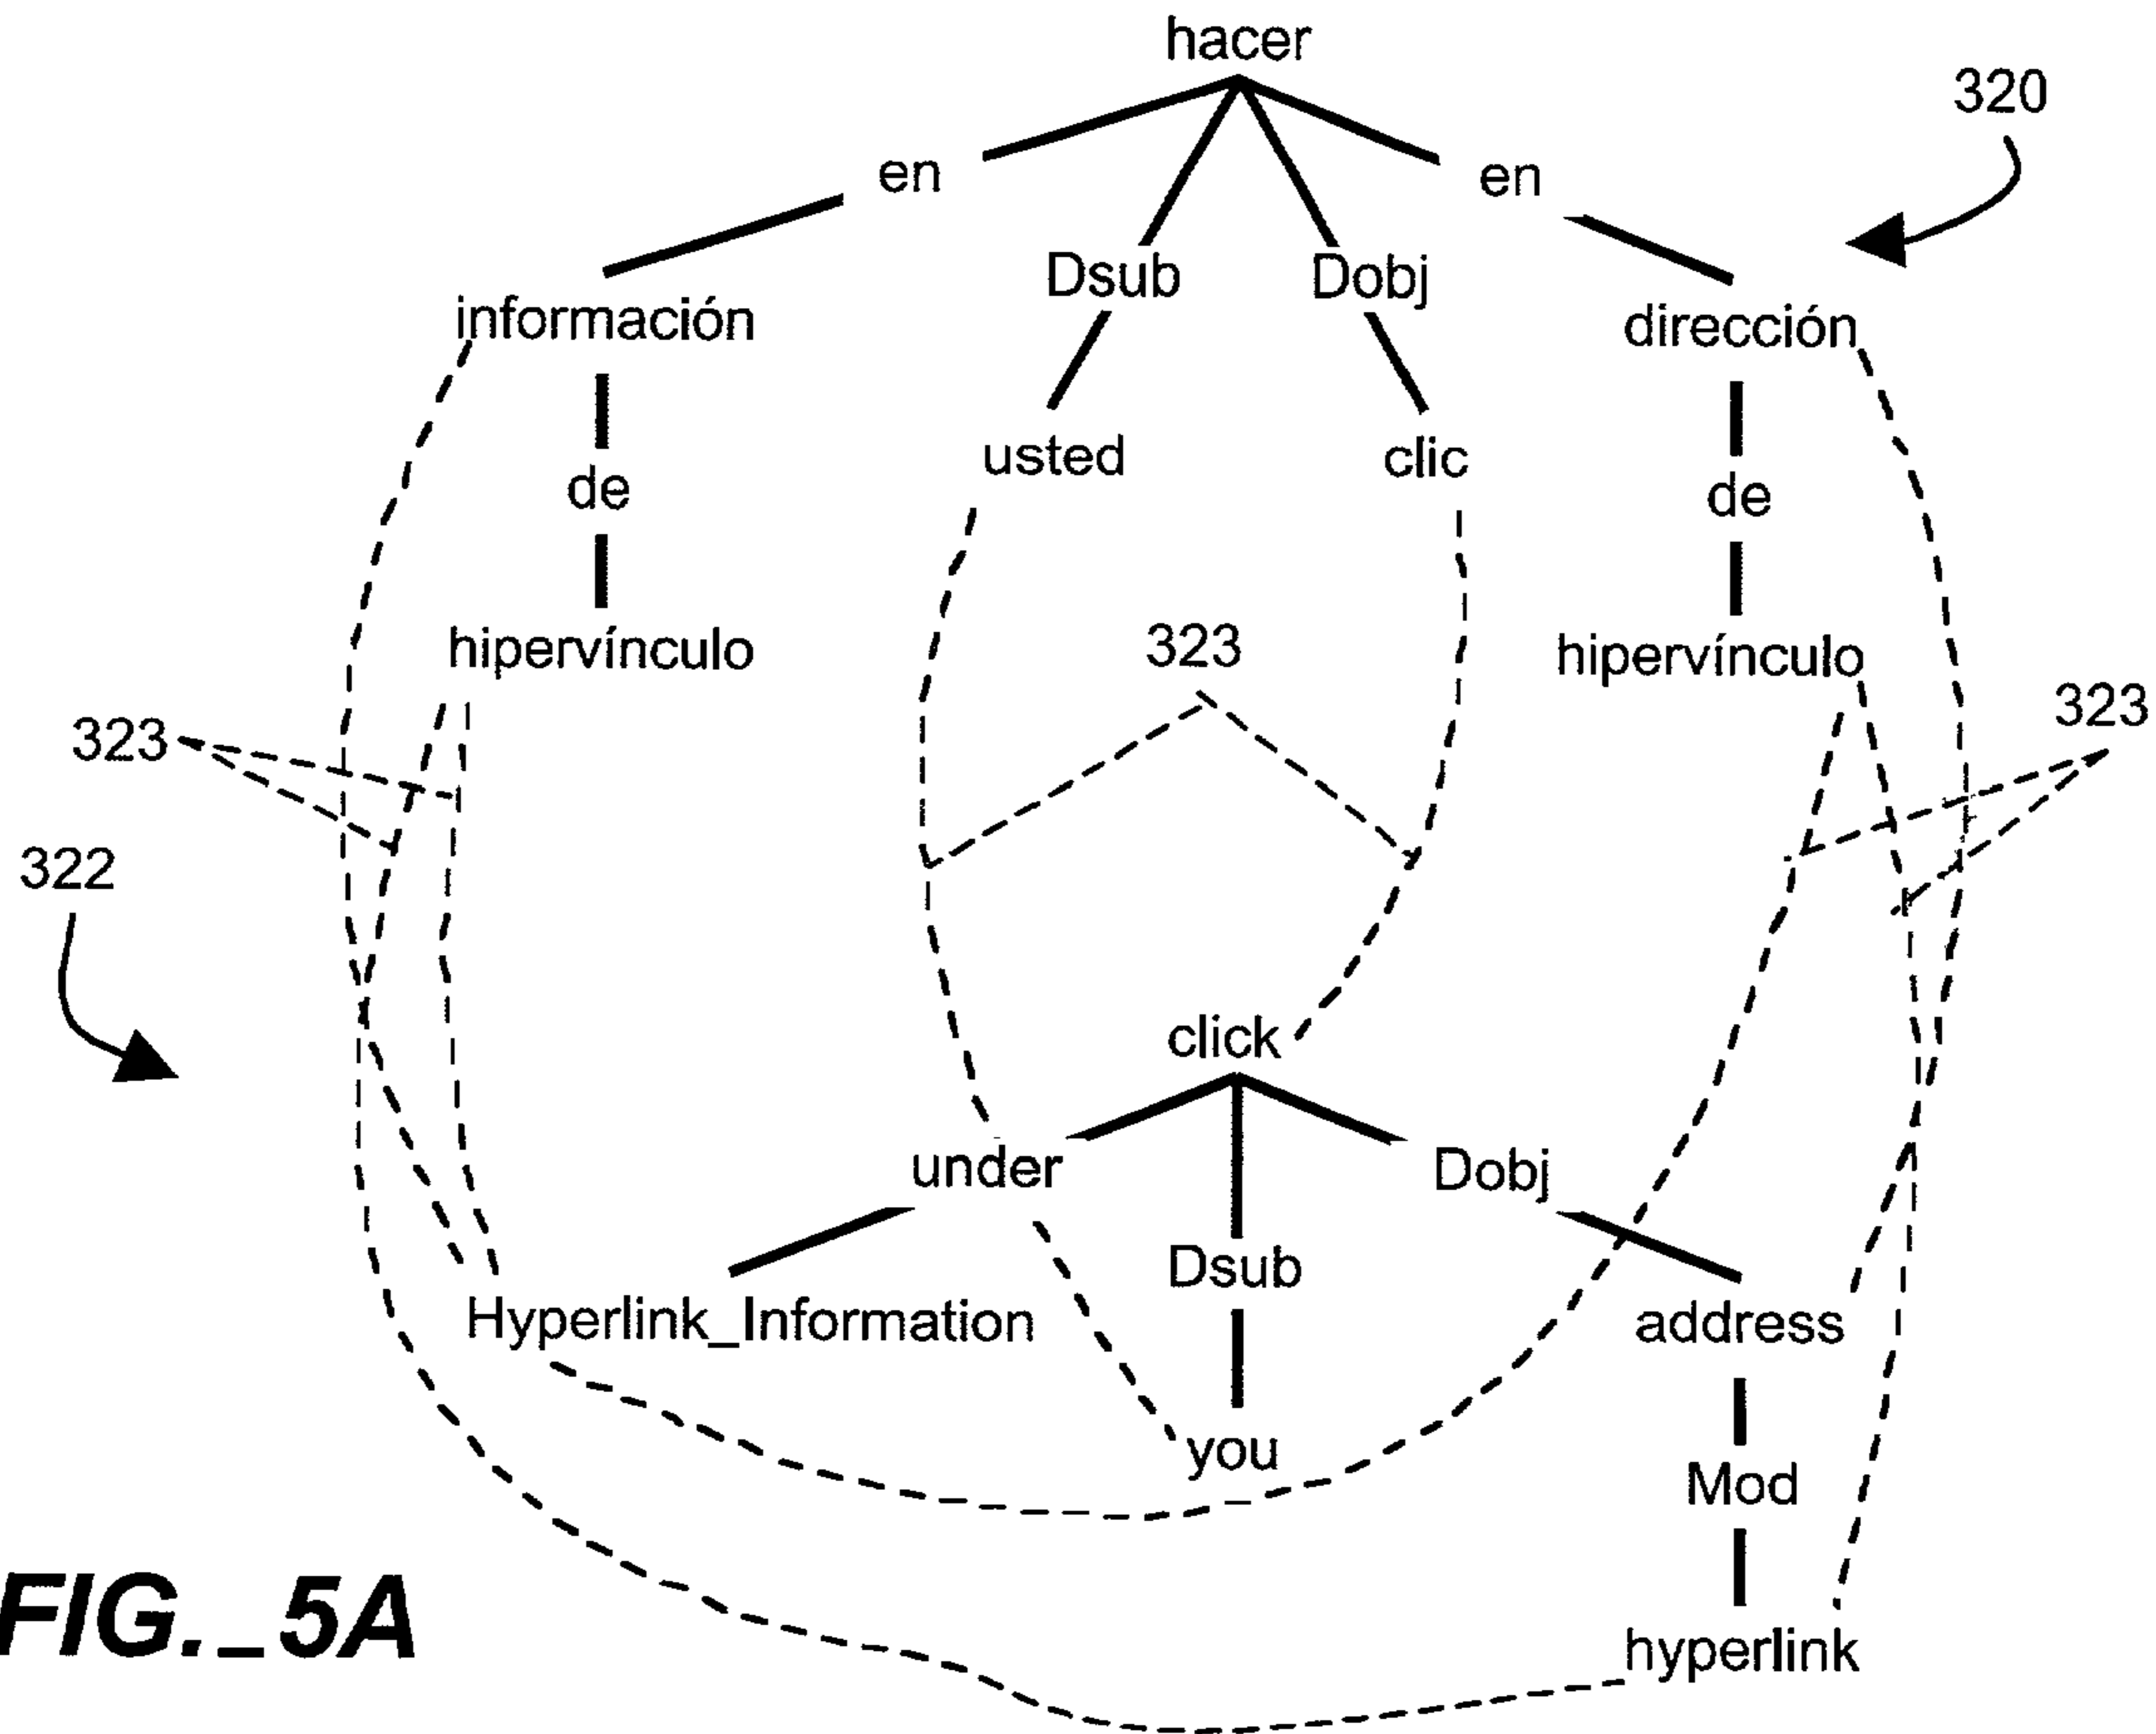 hacer
320
en
en
Dsub
Dobj
información
dirección
usted
clic
de
de
323
hipervínculo
hipervínculo
323
323
322
click
under
Dobj
Dsub
Hyperlink_Information
address
you
Mod
FIG._5A
hyperlink